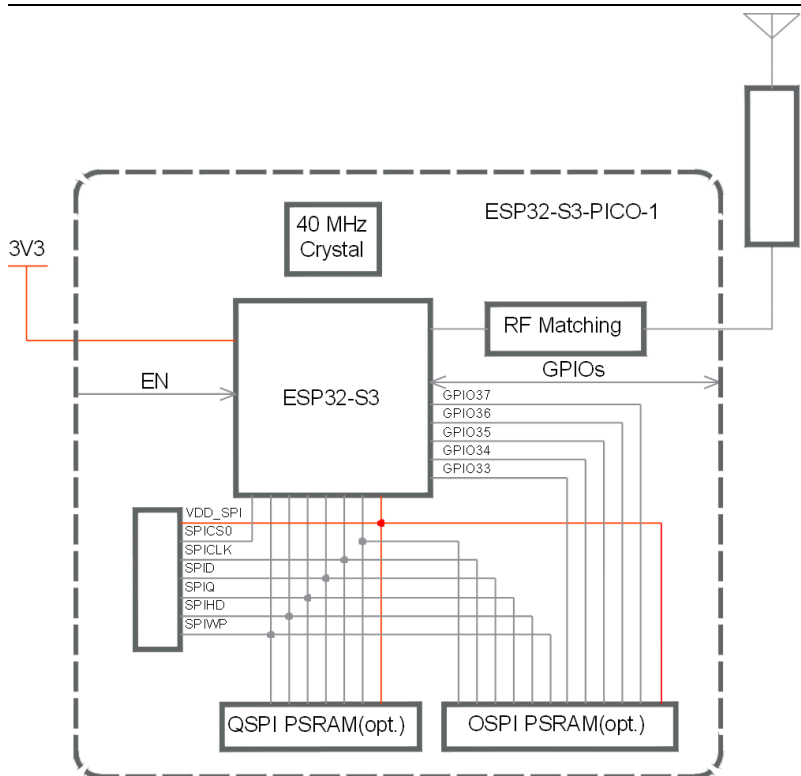 ESP32-S3-PICO-1
40 MHz
Crystal
3V3
RF Matching
GPIOs
EN
ESP32-S3
GPIO37
GPIO36
GPIO35
GPIO34
GPIO33
VDD_SPI
SPICS0
SPICLK
SPID
SPIQ
SPIHD
SPIWP
QSPI PSRAM(opt.)
OSPI PSRAM(opt.)